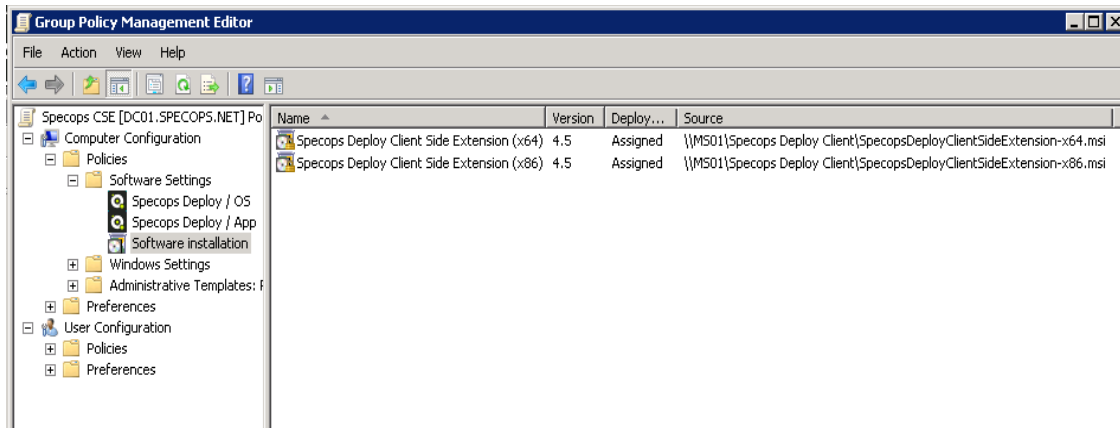 Group Policy Management Editor
File Action View Help
Specops CSE [DC01.SPECOPS.NET] Po
Computer Configuration
Policies
Software Settings
Specops Deploy / OS
Specops Deploy / App
Software installation
Windows Settings
Administrative Templates: F
Preferences
User Configuration
Policies
Preferences
Name Version Deploy... Source
Specops Deploy Client Side Extension (x64) 4.5 Assigned \\MS01\Specops Deploy Client\SpecopsDeployClientSideExtension-x64.msi
Specops Deploy Client Side Extension (x86) 4.5 Assigned \\MS01\Specops Deploy Client\SpecopsDeployClientSideExtension-x86.msi